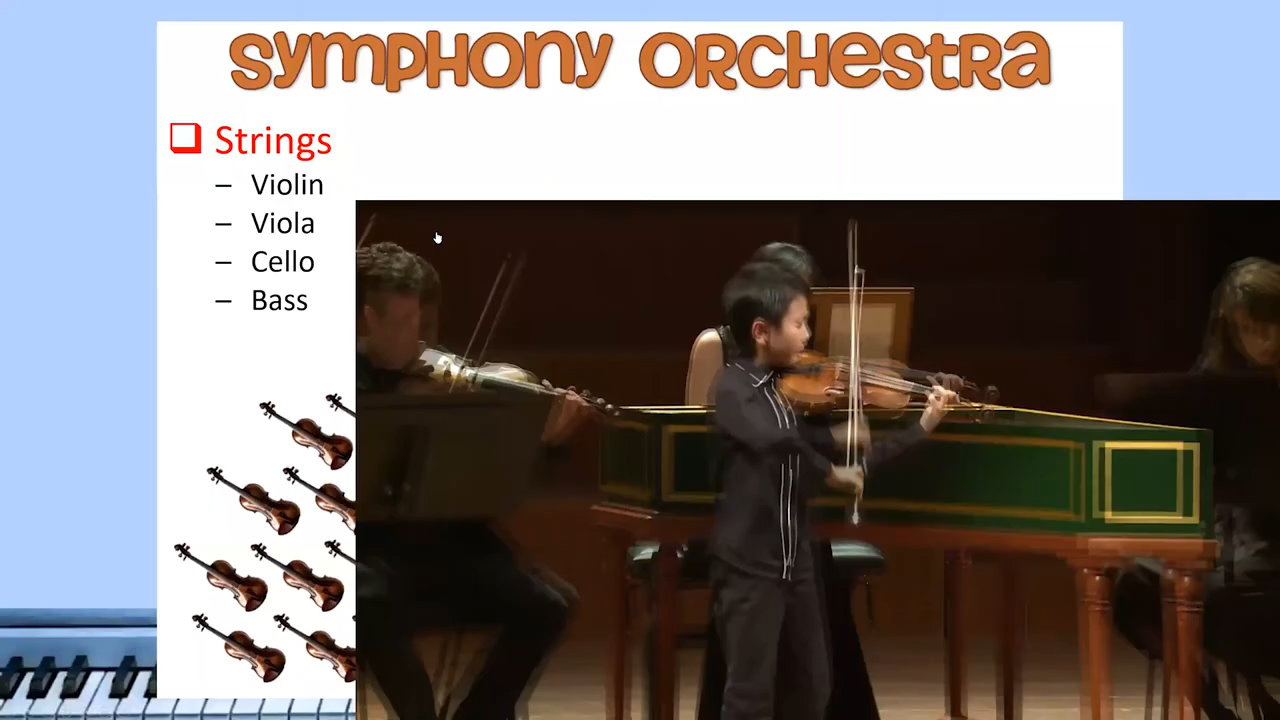 SYMPHONY ORCHESTRA
❑ Strings
– Violin
– Viola
– Cello
– Bass